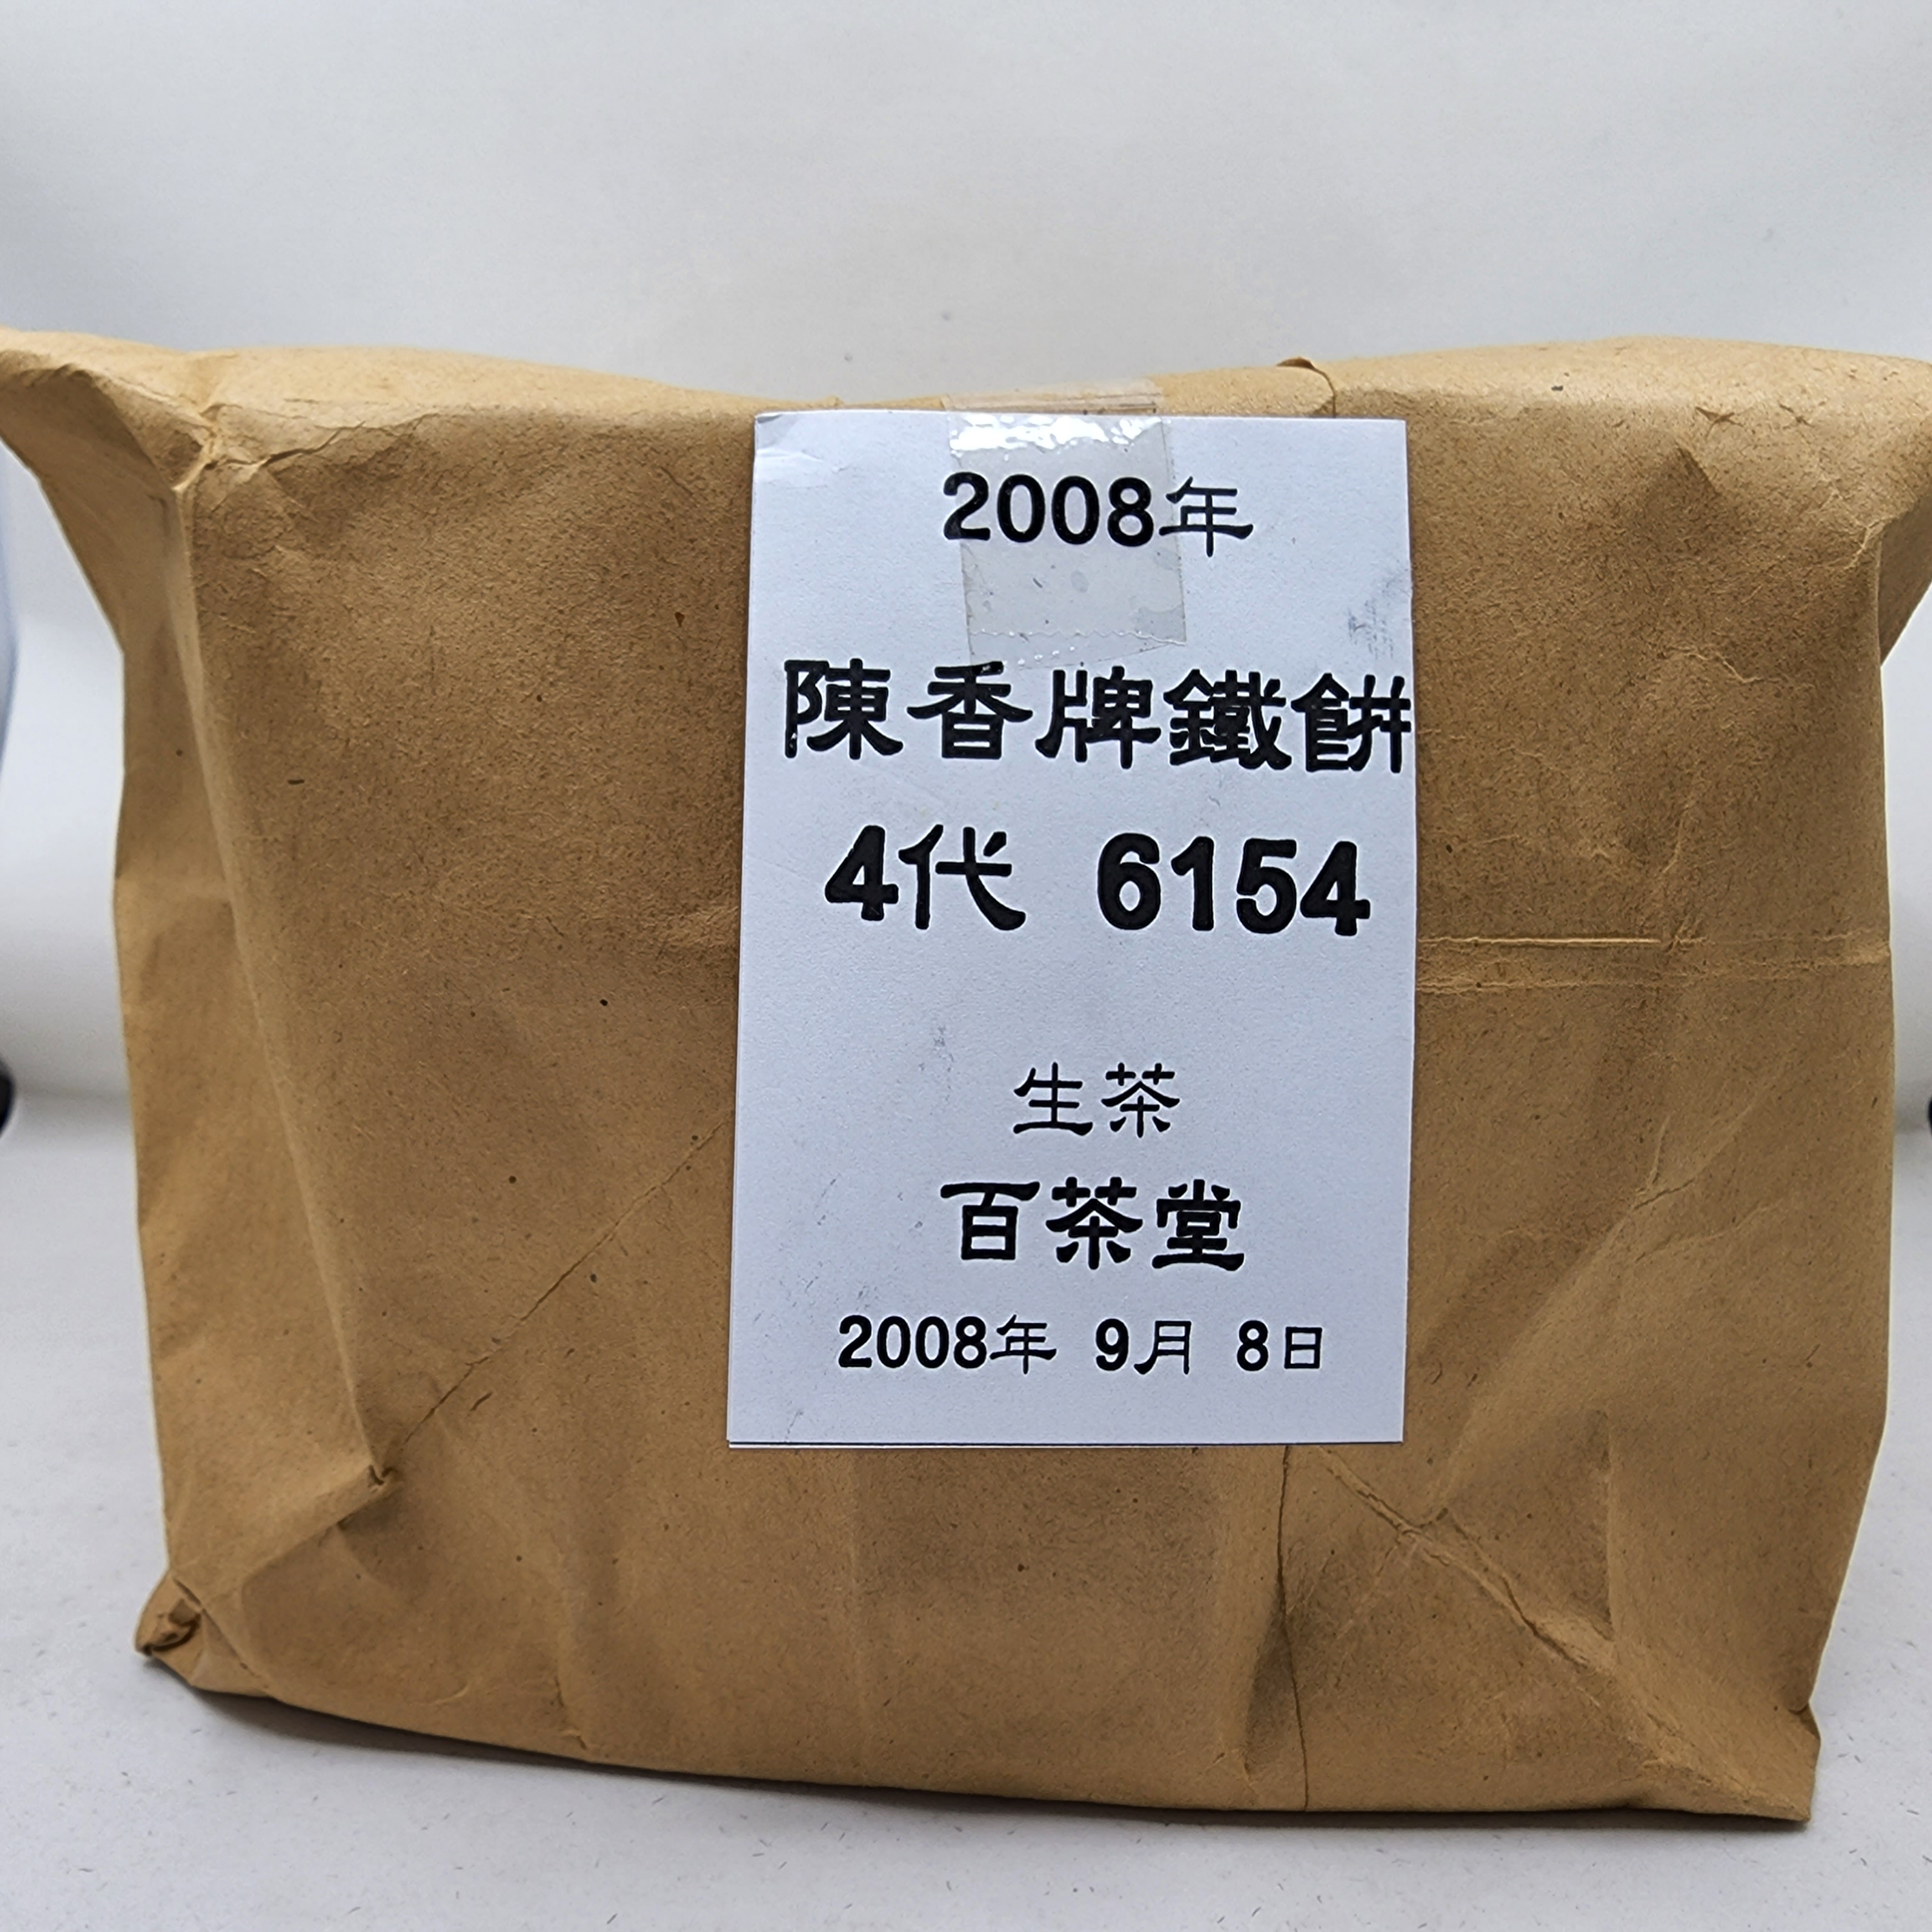 2008年
陳香牌鐵餅
4代 6154
生茶
百茶堂
2008年 9月 8日